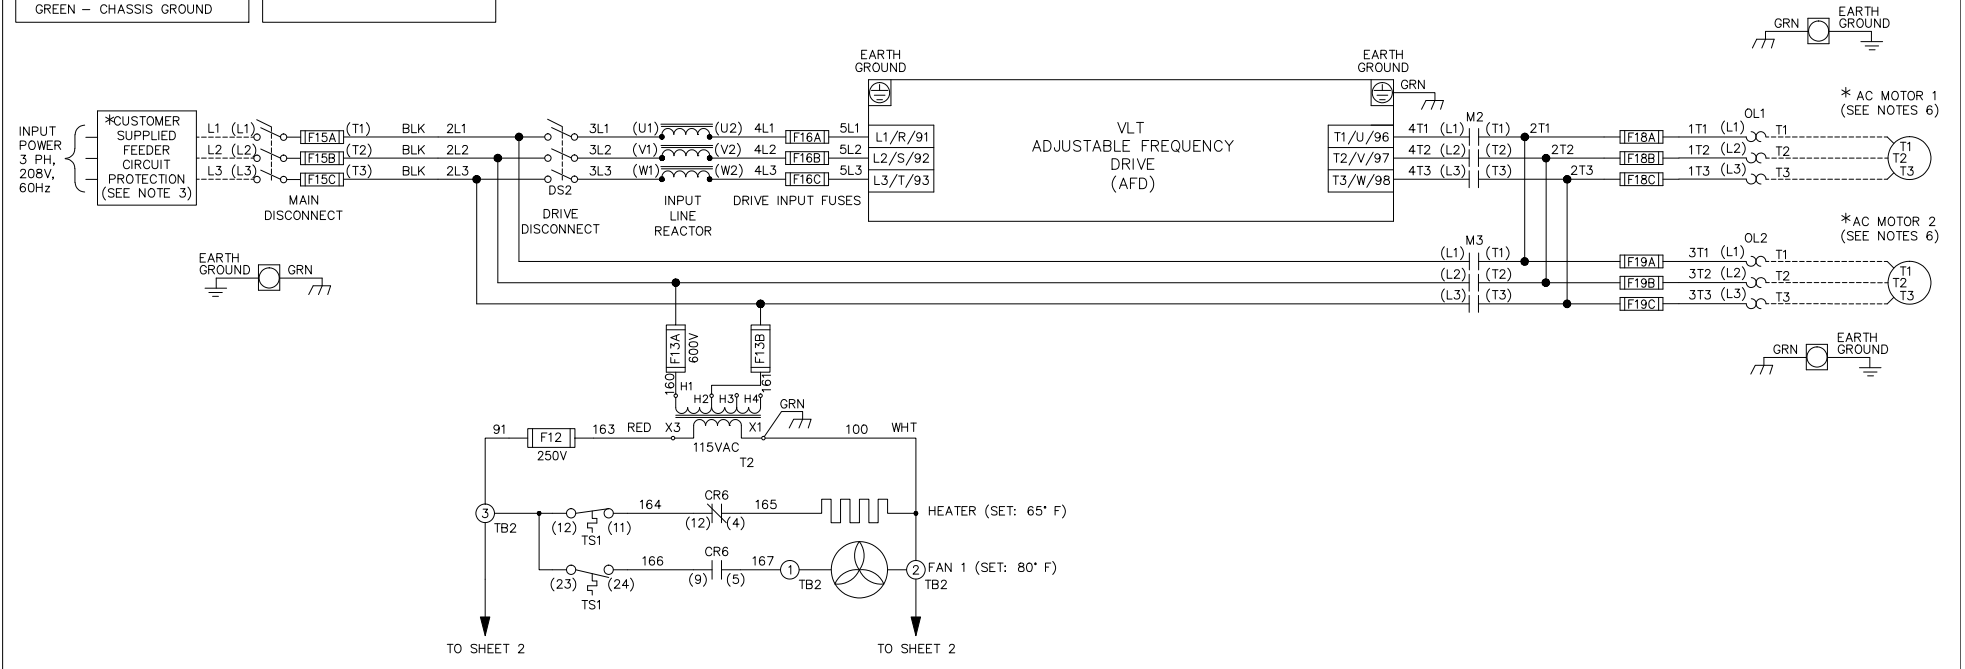 GREEN – CHASSIS GROUND
EARTH
GROUND
GRN
EARTH
GROUND
EARTH
GROUND
GRN
INPUT
POWER
3 PH,
208V,
60Hz
*CUSTOMER
SUPPLIED
FEEDER
CIRCUIT
PROTECTION
(SEE NOTE 3)
L1 (L1) F15A (T1) BLK 2L1 3L1 (U1) (U2) 4L1 F16A 5L1 L1/R/91
L2 (L2) F15B (T2) BLK 2L2 3L2 (V1) (V2) 4L2 F16B 5L2 L2/S/92
L3 (L3) F15C (T3) BLK 2L3 3L3 (W1) (W2) 4L3 F16C 5L3 L3/T/93
MAIN
DISCONNECT
DS2
DRIVE
DISCONNECT
INPUT
LINE
REACTOR
DRIVE INPUT FUSES
VLT
ADJUSTABLE FREQUENCY
DRIVE
(AFD)
M2
OL1
T1/U/96 4T1 (L1) (T1) 2T1 F18A 1T1 (L1) T1
T2/V/97 4T2 (L2) (T2) 2T2 F18B 1T2 (L2) T2
T3/W/98 4T3 (L3) (T3) 2T3 F18C 1T3 (L3) T3
* AC MOTOR 1
(SEE NOTES 6)
T1
T2
T3
* AC MOTOR 2
(SEE NOTES 6)
M3
OL2
(L1) (T1) F19A 3T1 (L1) T1
(L2) (T2) F19B 3T2 (L2) T2
(L3) (T3) F19C 3T3 (L3) T3
T1
T2
T3
EARTH
GROUND
GRN
GRN
EARTH
GROUND
F13A
600V
F13B
160
161
H1
H2 H3 H4
GRN
91 F12 163 RED X3 X1 100 WHT
250V
115VAC
T2
3
TB2
(12) (11)
TS1
164
CR6
(12) (4)
165
HEATER (SET: 65° F)
(23) (24)
TS1
166
CR6
(9) (5)
167
1
TB2
2
TB2
FAN 1 (SET: 80° F)
TO SHEET 2
TO SHEET 2